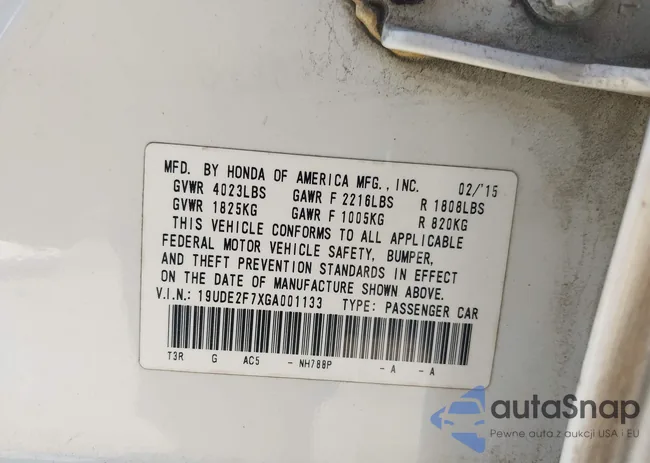 MFD. BY HONDA OF AMERICA MFG., INC. 02/'15
GVWR 4023LBS GAWR F 2216LBS R 1808LBS
GVWR 1825KG GAWR F 1005KG R 820KG
THIS VEHICLE CONFORMS TO ALL APPLICABLE
FEDERAL MOTOR VEHICLE SAFETY, BUMPER,
AND THEFT PREVENTION STANDARDS IN EFFECT
ON THE DATE OF MANUFACTURE SHOWN ABOVE.
V.I.N.: 19UDE2F7XGA001133 TYPE: PASSENGER CAR
T3R G AC5 - NH788P - A - A
autaSnap
Pewne auta z aukcji USA i EU